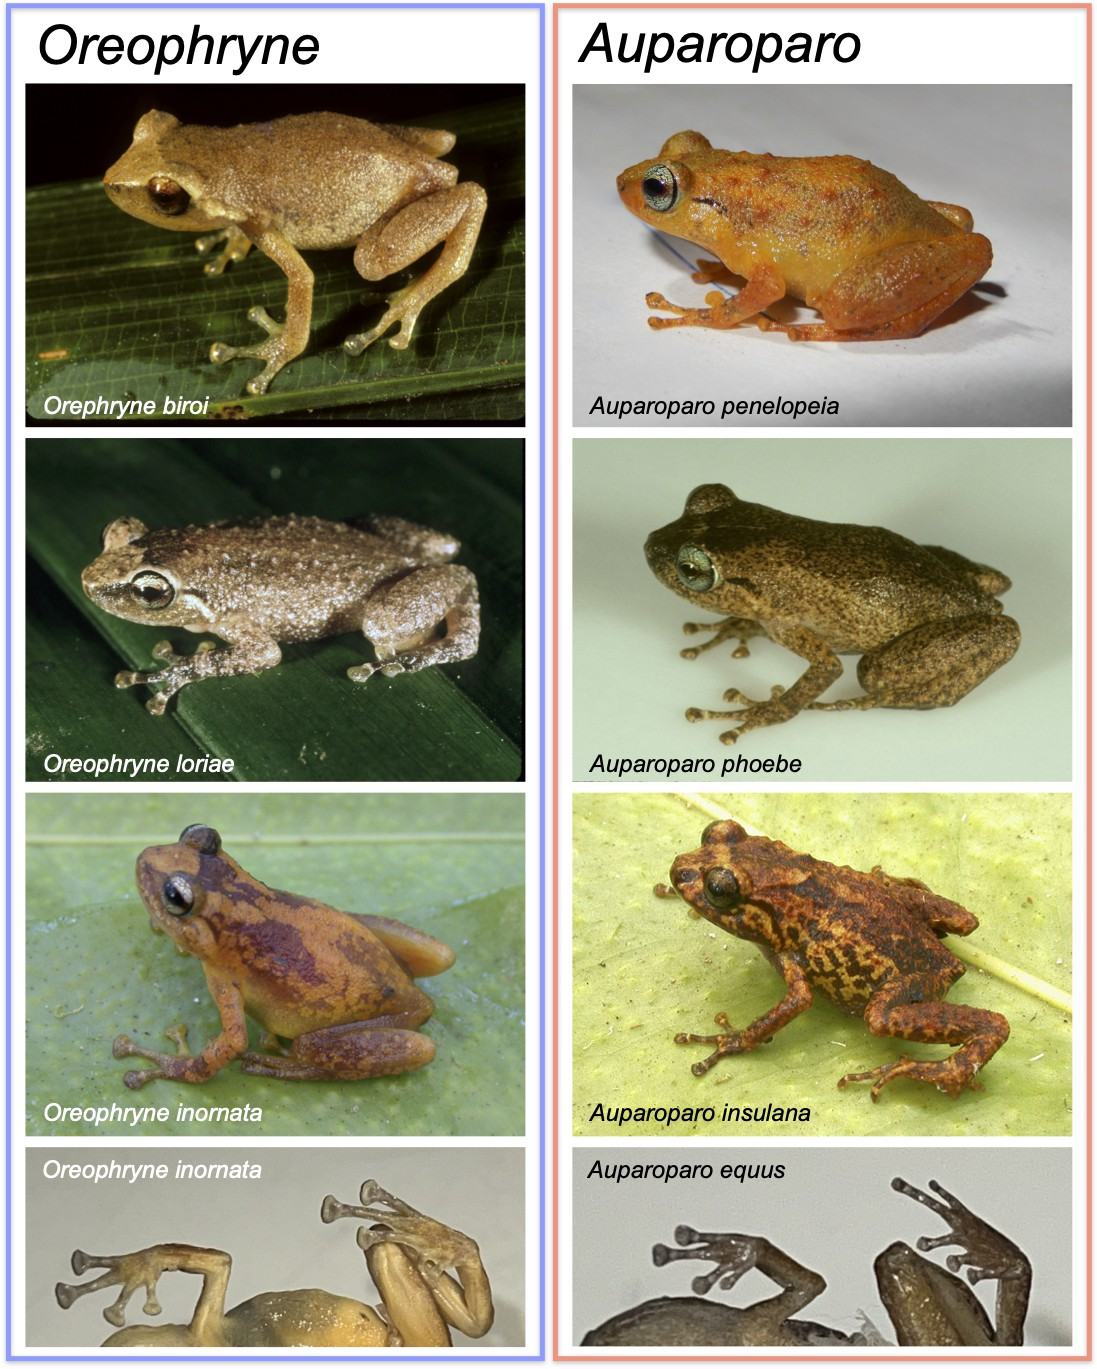 Oreophryne
Auparoparo
Orephryne biroi
Auparoparo penelopeia
Oreophryne loriae
Auparoparo phoebe
Oreophryne inornata
Auparoparo insulana
Oreophryne inornata
Auparoparo equus